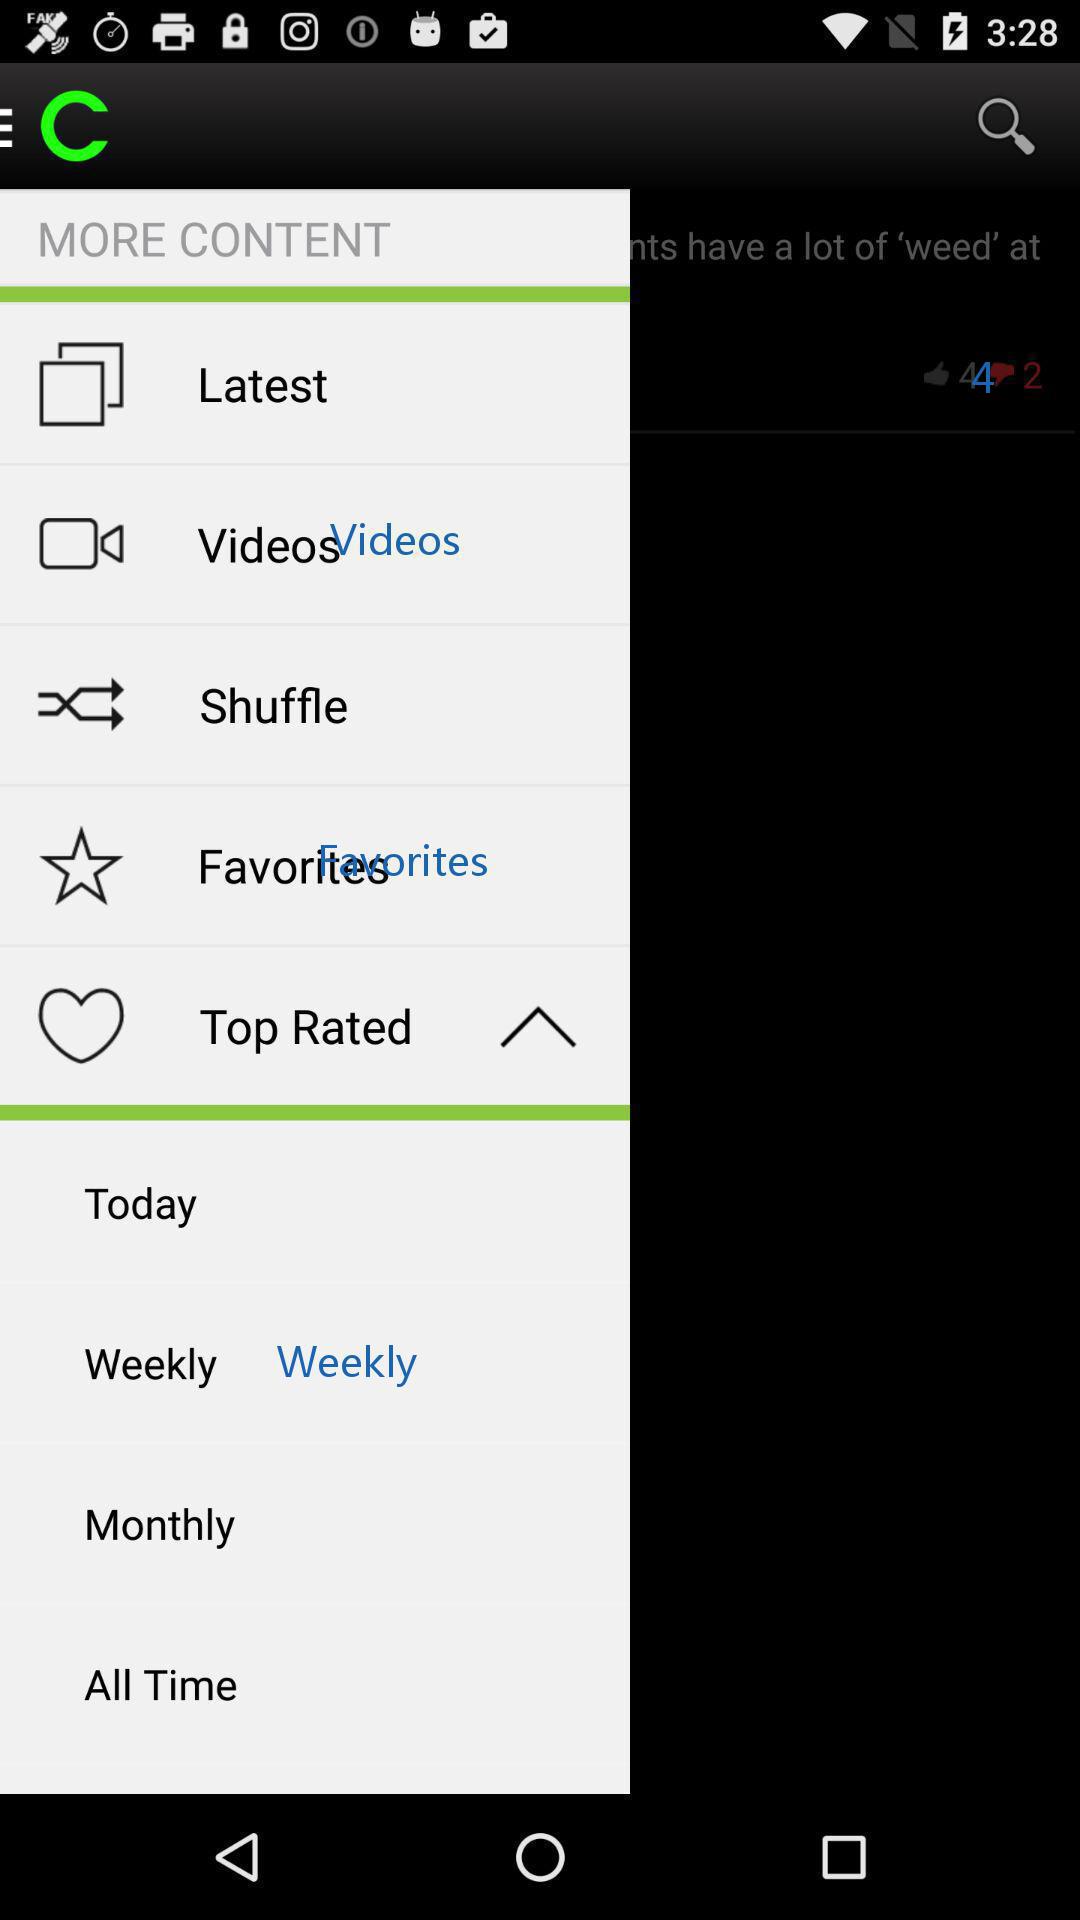 FAKE
3:28
C
MORE CONTENT
nts have a lot of ‘weed’ at
4 4 2
Latest
Videos Videos
Shuffle
Favorites Favorites
Top Rated
Today
Weekly Weekly
Monthly
All Time